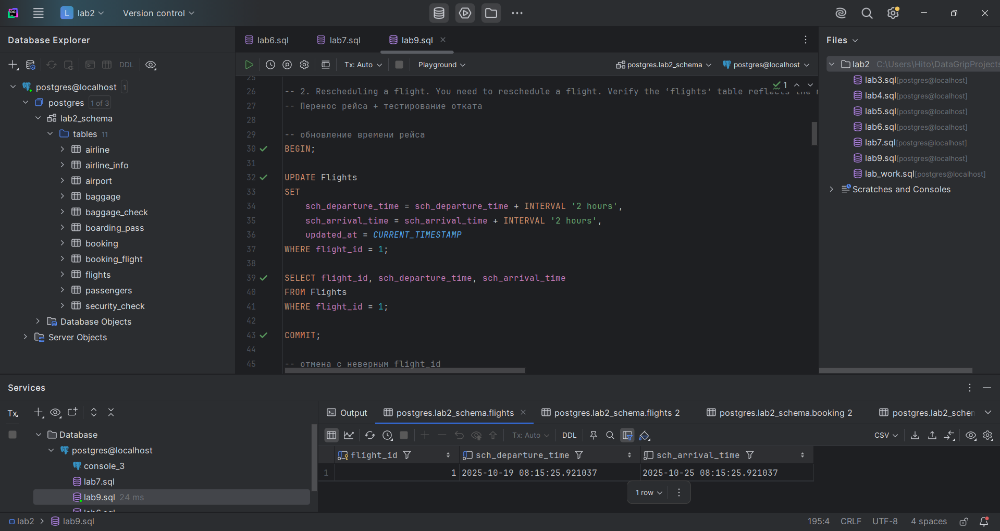 L lab2 Version control
Database Explorer
DDL
postgres@localhost 1
postgres 1 of 3
lab2_schema
tables 11
airline
airline_info
airport
baggage
baggage_check
boarding_pass
booking
booking_flight
flights
passengers
security_check
Database Objects
Server Objects
lab6.sql lab7.sql lab9.sql
Tx: Auto Playground postgres.lab2_schema postgres@localhost
25
1
26 -- 2. Rescheduling a flight. You need to reschedule a flight. Verify the ‘flights’ table reflects the
27 -- Перенос рейса + тестирование отката
28
29 -- обновление времени рейса
30 BEGIN;
31
32 UPDATE Flights
33 SET
34 sch_departure_time = sch_departure_time + INTERVAL '2 hours',
35 sch_arrival_time = sch_arrival_time + INTERVAL '2 hours',
36 updated_at = CURRENT_TIMESTAMP
37 WHERE flight_id = 1;
38
39 SELECT flight_id, sch_departure_time, sch_arrival_time
40 FROM Flights
41 WHERE flight_id = 1;
42
43 COMMIT;
44
45 -- отмена с неверным flight_id
Files
lab2 C:\Users\Hito\DataGripProjects
lab3.sql [postgres@localhost]
lab4.sql [postgres@localhost]
lab5.sql [postgres@localhost]
lab6.sql [postgres@localhost]
lab7.sql [postgres@localhost]
lab9.sql [postgres@localhost]
lab_work.sql [postgres@localhost]
Scratches and Consoles
Services
Tx
Database
postgres@localhost
console_3
lab7.sql
lab9.sql 24 ms
Output postgres.lab2_schema.flights postgres.lab2_schema.flights 2 postgres.lab2_schema.booking 2 postgres.lab2_schem
Tx: Auto DDL CSV
flight_id sch_departure_time sch_arrival_time
1 1 2025-10-19 08:15:25.921037 2025-10-25 08:15:25.921037
1 row
lab2 > lab9.sql
195:4 CRLF UTF-8 4 spaces